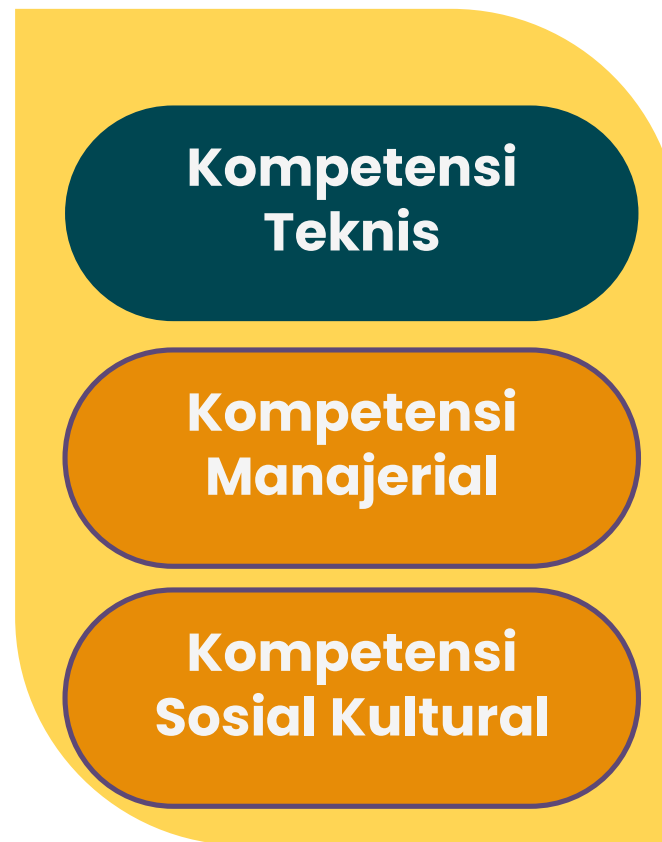 Kompetensi
Teknis
Kompetensi
Manajerial
Kompetensi
Sosial Kultural